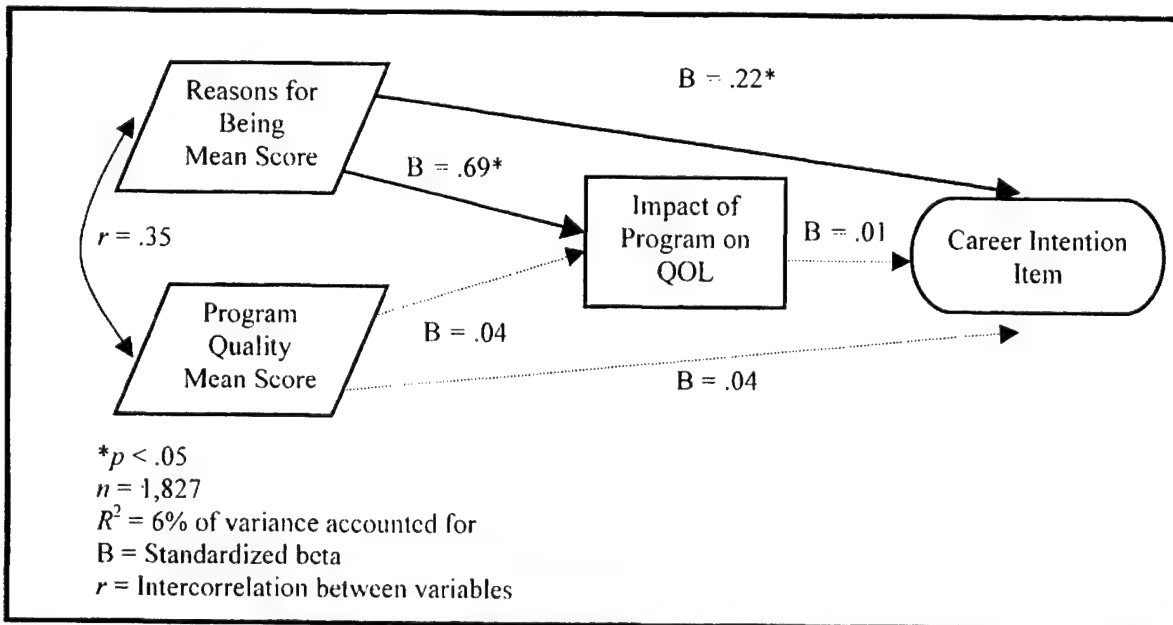 Reasons for
Being
Mean Score
B = .22*
B = .69*
r = .35
Impact of
Program on
QOL
B = .01
Career Intention
Item
Program
Quality
Mean Score
B = .04
B = .04
*p < .05
n = 1,827
R² = 6% of variance accounted for
B = Standardized beta
r = Intercorrelation between variables